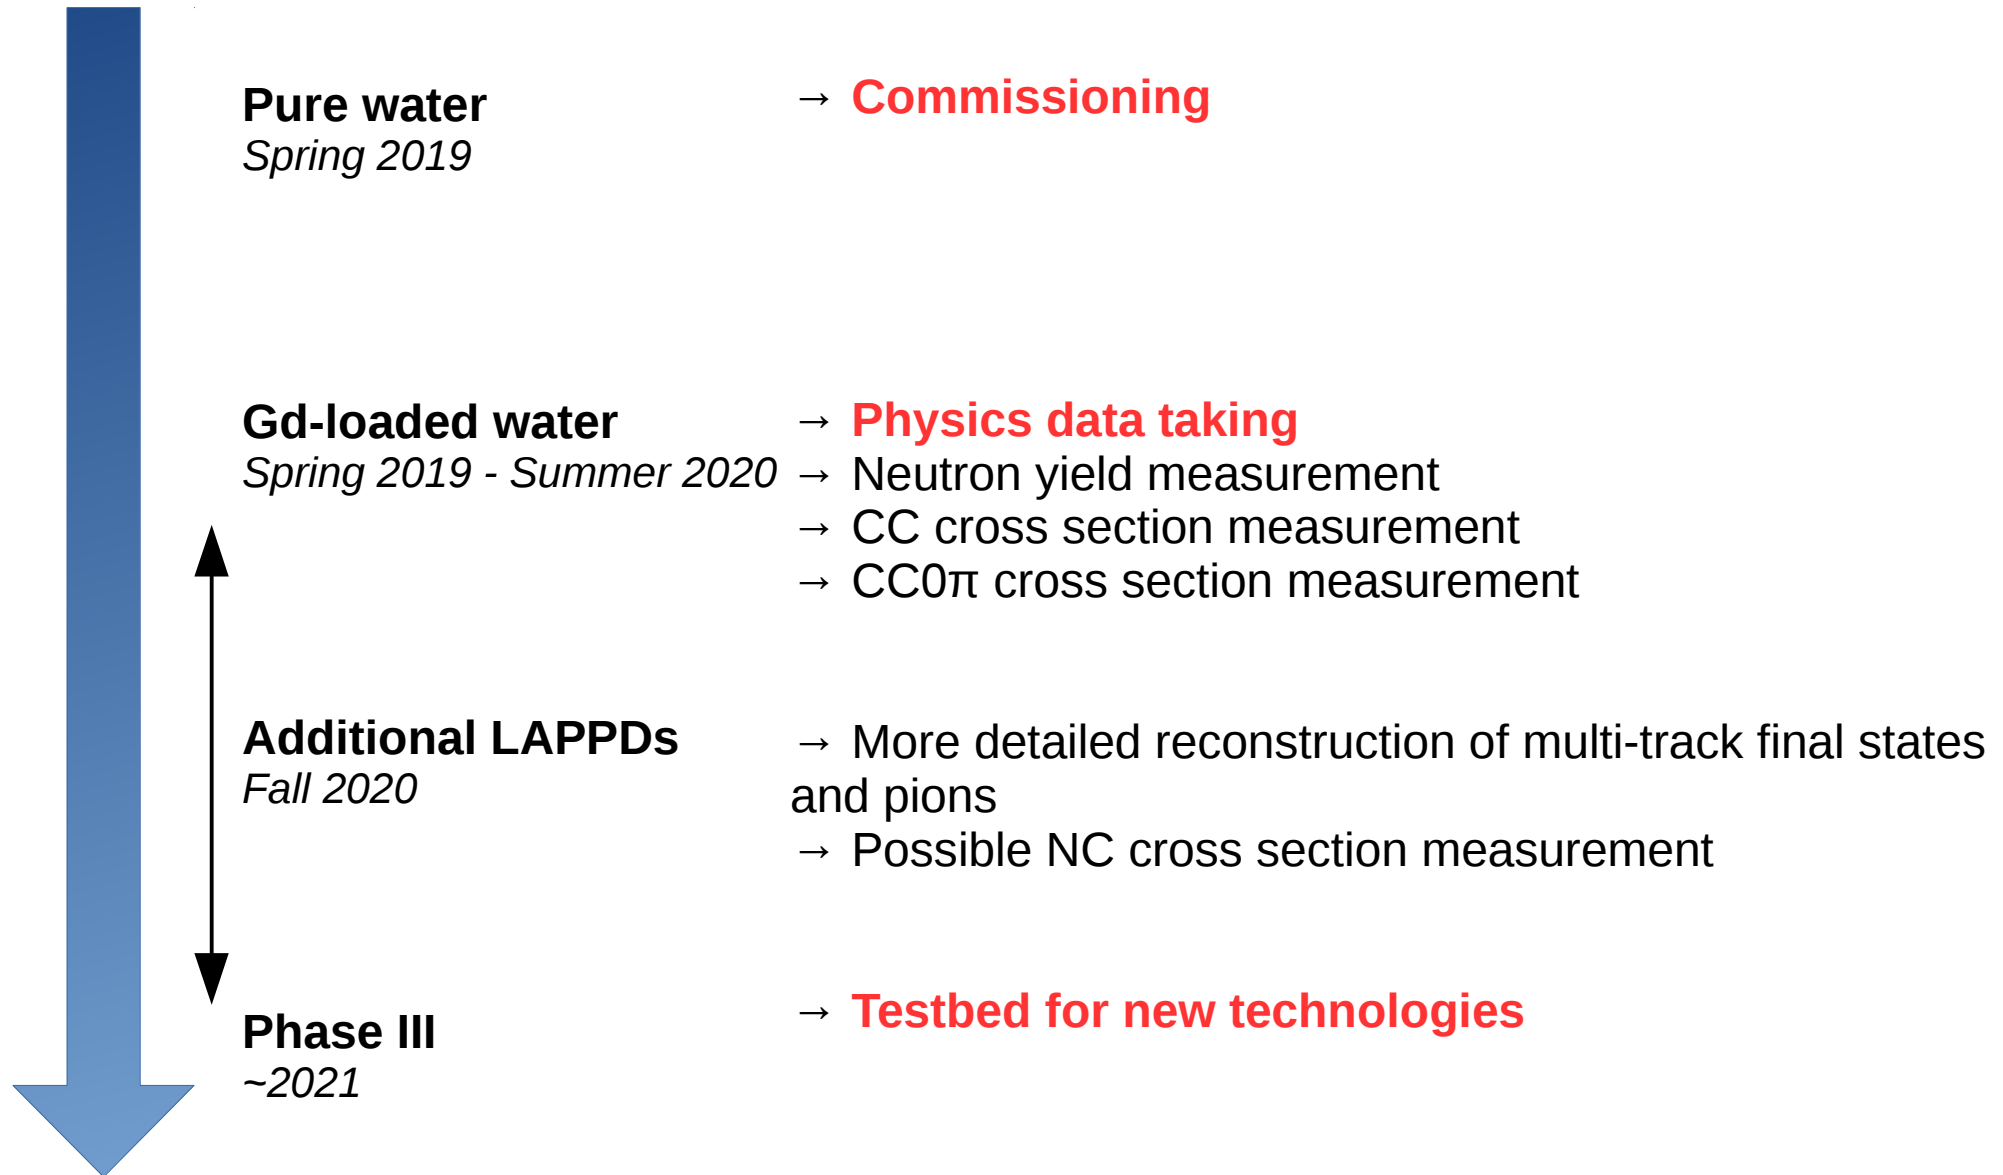 Pure water
Spring 2019
→ Commissioning
Gd-loaded water
Spring 2019 - Summer 2020
→ Physics data taking
→ Neutron yield measurement
→ CC cross section measurement
→ CC0π cross section measurement
Additional LAPPDs
Fall 2020
→ More detailed reconstruction of multi-track final states
and pions
→ Possible NC cross section measurement
Phase III
~2021
→ Testbed for new technologies